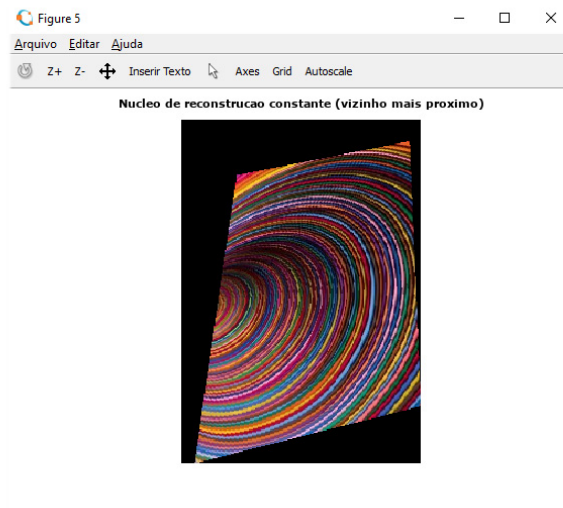 Figure 5
Arquivo Editar Ajuda
Z+ Z- Inserir Texto Axes Grid Autoscale
Nucleo de reconstrucao constante (vizinho mais proximo)